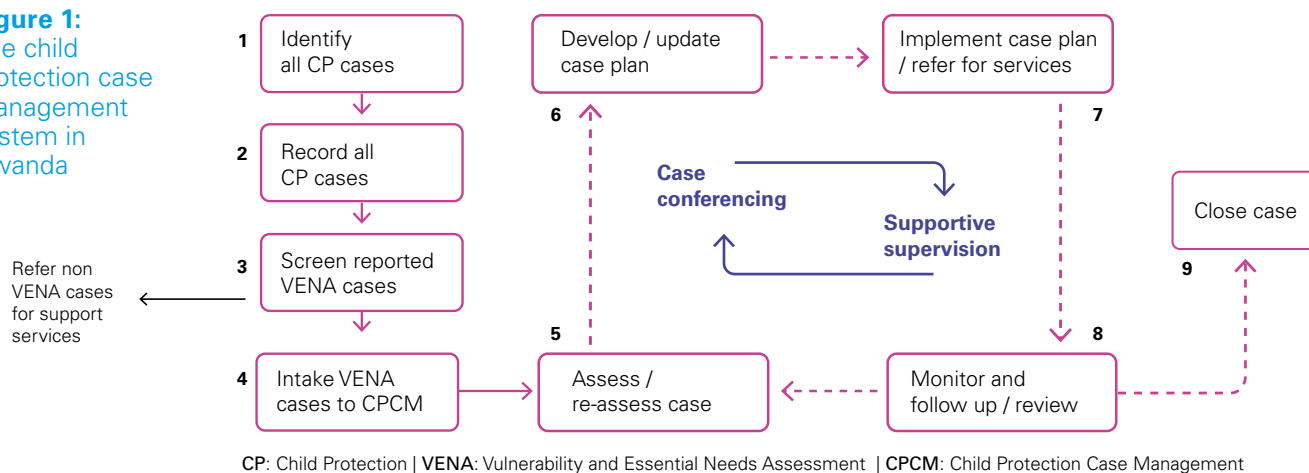 gure 1:
e child
otection case
anagement
stem in
wanda
1
Identify
all CP cases
2
Record all
CP cases
3
Screen reported
VENA cases
Refer non
VENA cases
for support
services
4
Intake VENA
cases to CPCM
5
Assess /
re-assess case
6
Develop / update
case plan
7
Implement case plan
/ refer for services
Case
conferencing
Supportive
supervision
8
Monitor and
follow up / review
9
Close case
CP: Child Protection | VENA: Vulnerability and Essential Needs Assessment | CPCM: Child Protection Case Management